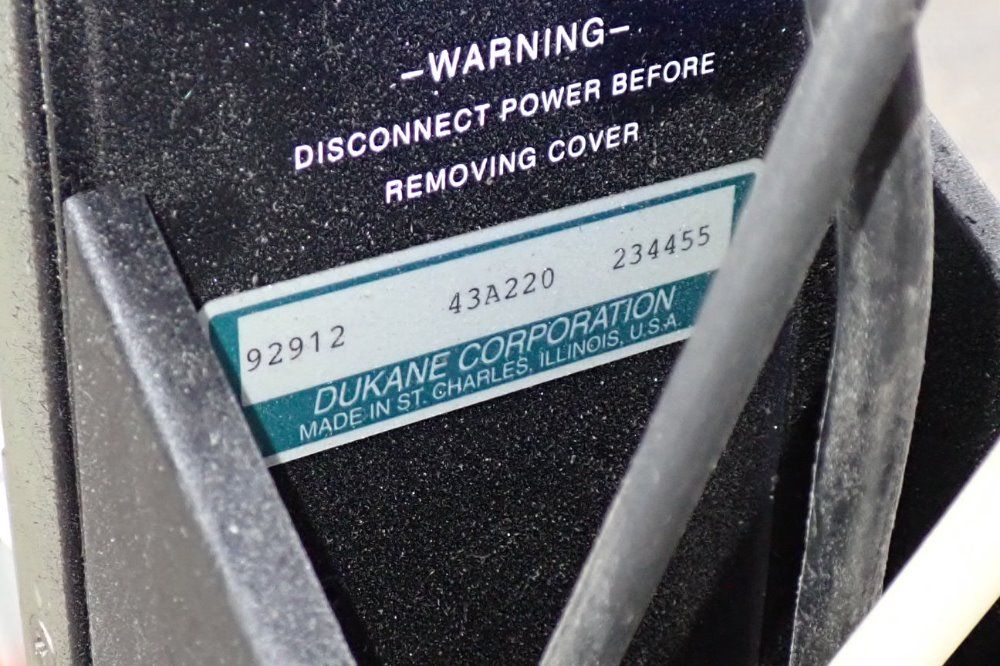 -WARNING-
DISCONNECT POWER BEFORE
REMOVING COVER
92912 43A220 234455
DUKANE CORPORATION
MADE IN ST. CHARLES, ILLINOIS, U.S.A.